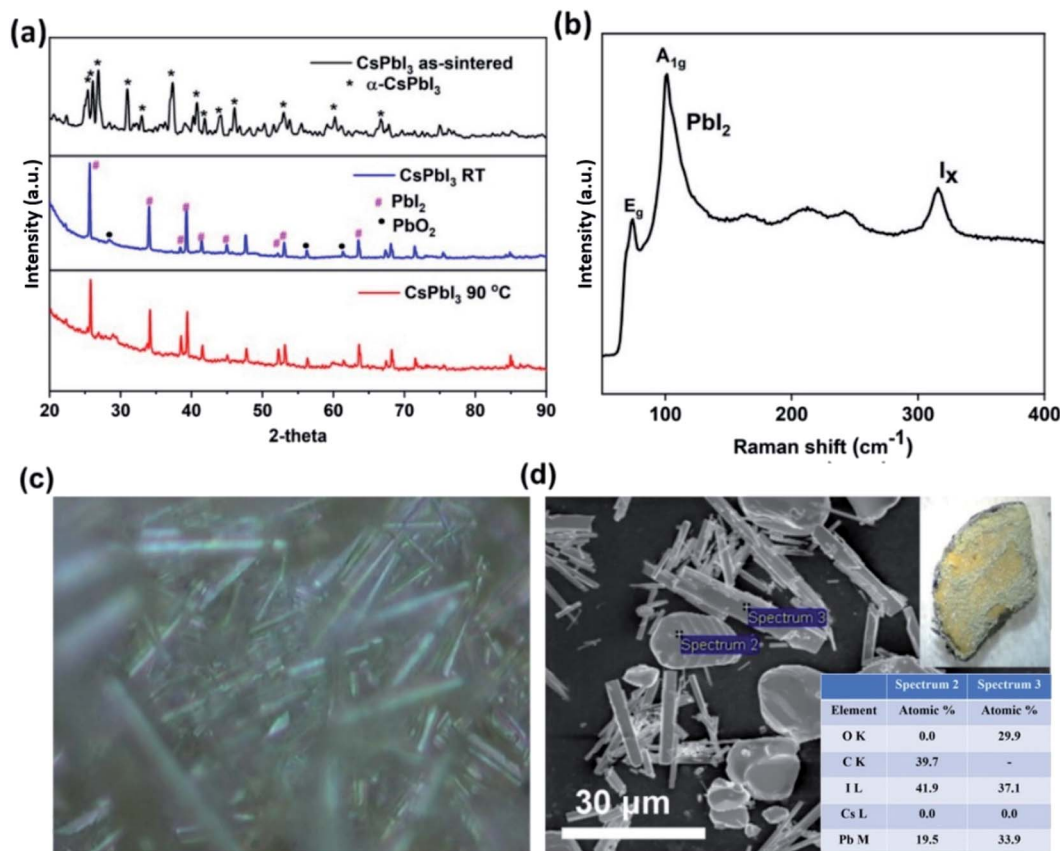 (a)
CsPbI₃ as-sintered
* α-CsPbI₃
CsPbI₃ RT
# PbI₂
• PbO₂
CsPbI₃ 90 °C
Intensity (a.u.)
20 30 40 50 60 70 80 90
2-theta
(b)
A₁g
PbI₂
Eg
Iₓ
Intensity (a.u.)
100 200 300 400
Raman shift (cm⁻¹)
(c)
(d)
Spectrum 3
Spectrum 2
30 µm
Spectrum 2 Spectrum 3
Element Atomic % Atomic %
O K 0.0 29.9
C K 39.7 -
I L 41.9 37.1
Cs L 0.0 0.0
Pb M 19.5 33.9